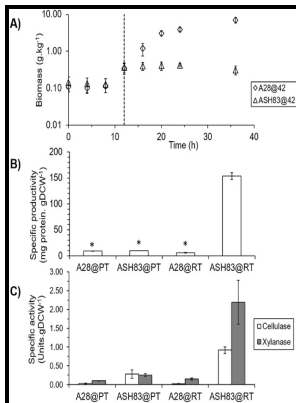 A)
Biomass (g.kg⁻¹)
10.00
1.00
0.10
0.01
0 10 20 30 40
Time (h)
A28@42
ASH83@42
B)
Specific productivity
(mg protein. gDCW⁻¹)
200
150
100
50
0
* * *
A28@PT ASH83@PT A28@RT ASH83@RT
C)
Specific activity
(Units.gDCW⁻¹)
3.00
2.50
2.00
1.50
1.00
0.50
0.00
Cellulase
Xylanase
A28@PT ASH83@PT A28@RT ASH83@RT